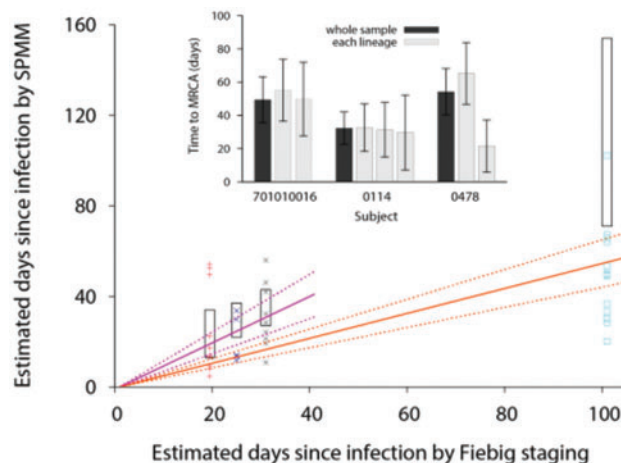 160
120
80
40
0
Estimated days since infection by SPMM
100
80
60
40
20
0
Time to MRCA (days)
whole sample
each lineage
701010016 0114 0478
Subject
0 20 40 60 80 100
Estimated days since infection by Fiebig staging